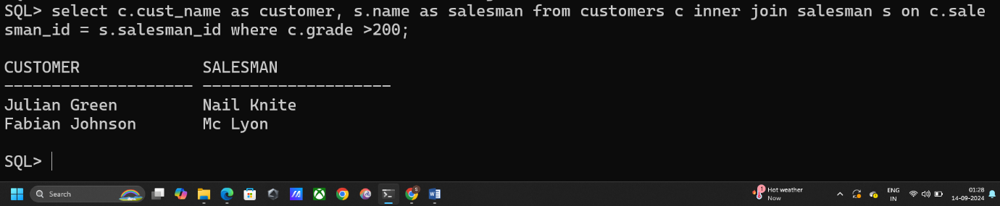 SQL> select c.cust_name as customer, s.name as salesman from customers c inner join salesman s on c.sale
sman_id = s.salesman_id where c.grade >200;
CUSTOMER SALESMAN
-------------------- --------------------
Julian Green Nail Knite
Fabian Johnson Mc Lyon
SQL>
Search
1 Hot weather
Now
ENG
IN
01:28
14-09-2024